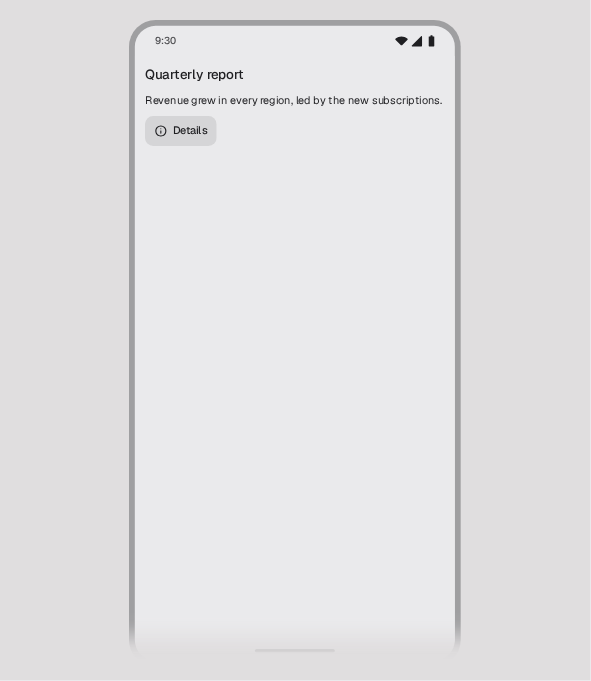 9:30
Quarterly report
Revenue grew in every region, led by the new subscriptions.
Details